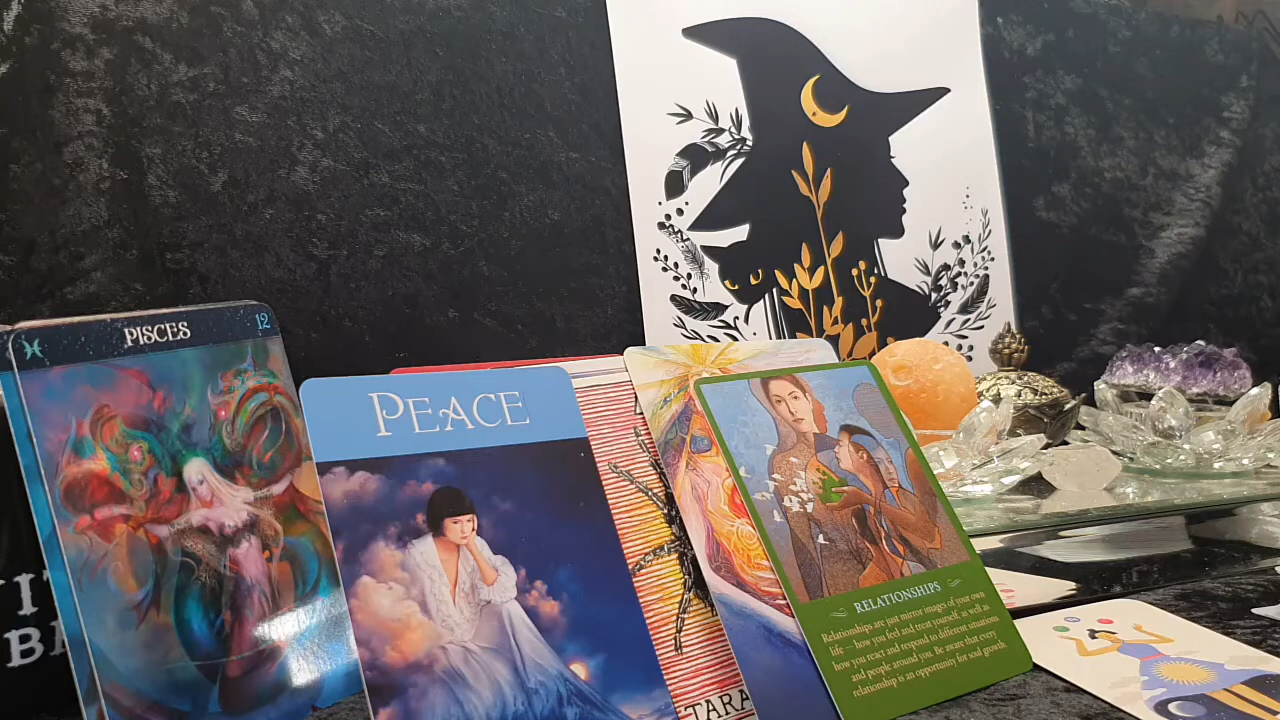 PISCES
12
PEACE
TARA
RELATIONSHIPS
Relationships are just mirror images of your own
life — how you feel and treat yourself, as well as
how you react and respond to different situations
and people around you. Be aware that every
relationship is an opportunity for soul growth.